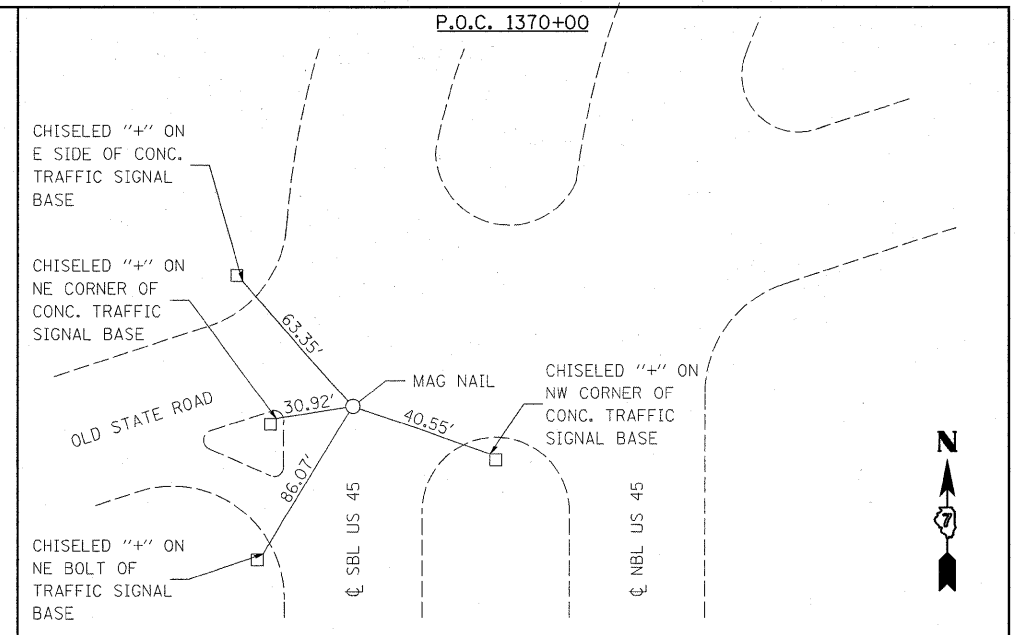 P.O.C. 1370+00
CHISELED "+" ON
E SIDE OF CONC.
TRAFFIC SIGNAL
BASE
CHISELED "+" ON
NE CORNER OF
CONC. TRAFFIC
SIGNAL BASE
63.35'
MAG NAIL
30.92'
40.55'
CHISELED "+" ON
NW CORNER OF
CONC. TRAFFIC
SIGNAL BASE
OLD STATE ROAD
86.07'
CHISELED "+" ON
NE BOLT OF
TRAFFIC SIGNAL
BASE
℄ SBL US 45
℄ NBL US 45
N
7